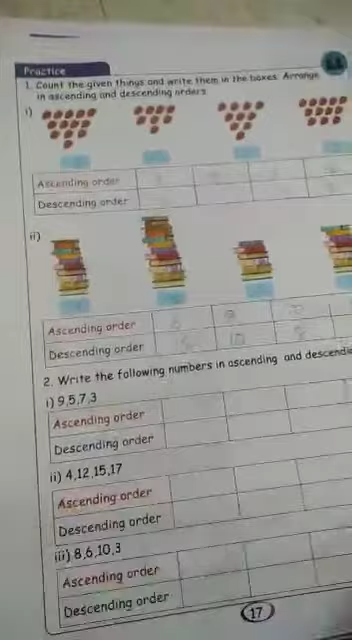 Practice
1. Count the given things and write them in the boxes. Arrange
in ascending and descending orders
i)
Ascending order
Descending order
ii)
Ascending order
Descending order 10
2. Write the following numbers in ascending and descendi
i) 9,5,7,3
Ascending order
Descending order
ii) 4,12,15,17
Ascending order
Descending order
iii) 8,6,10,3
Ascending order
Descending order
17